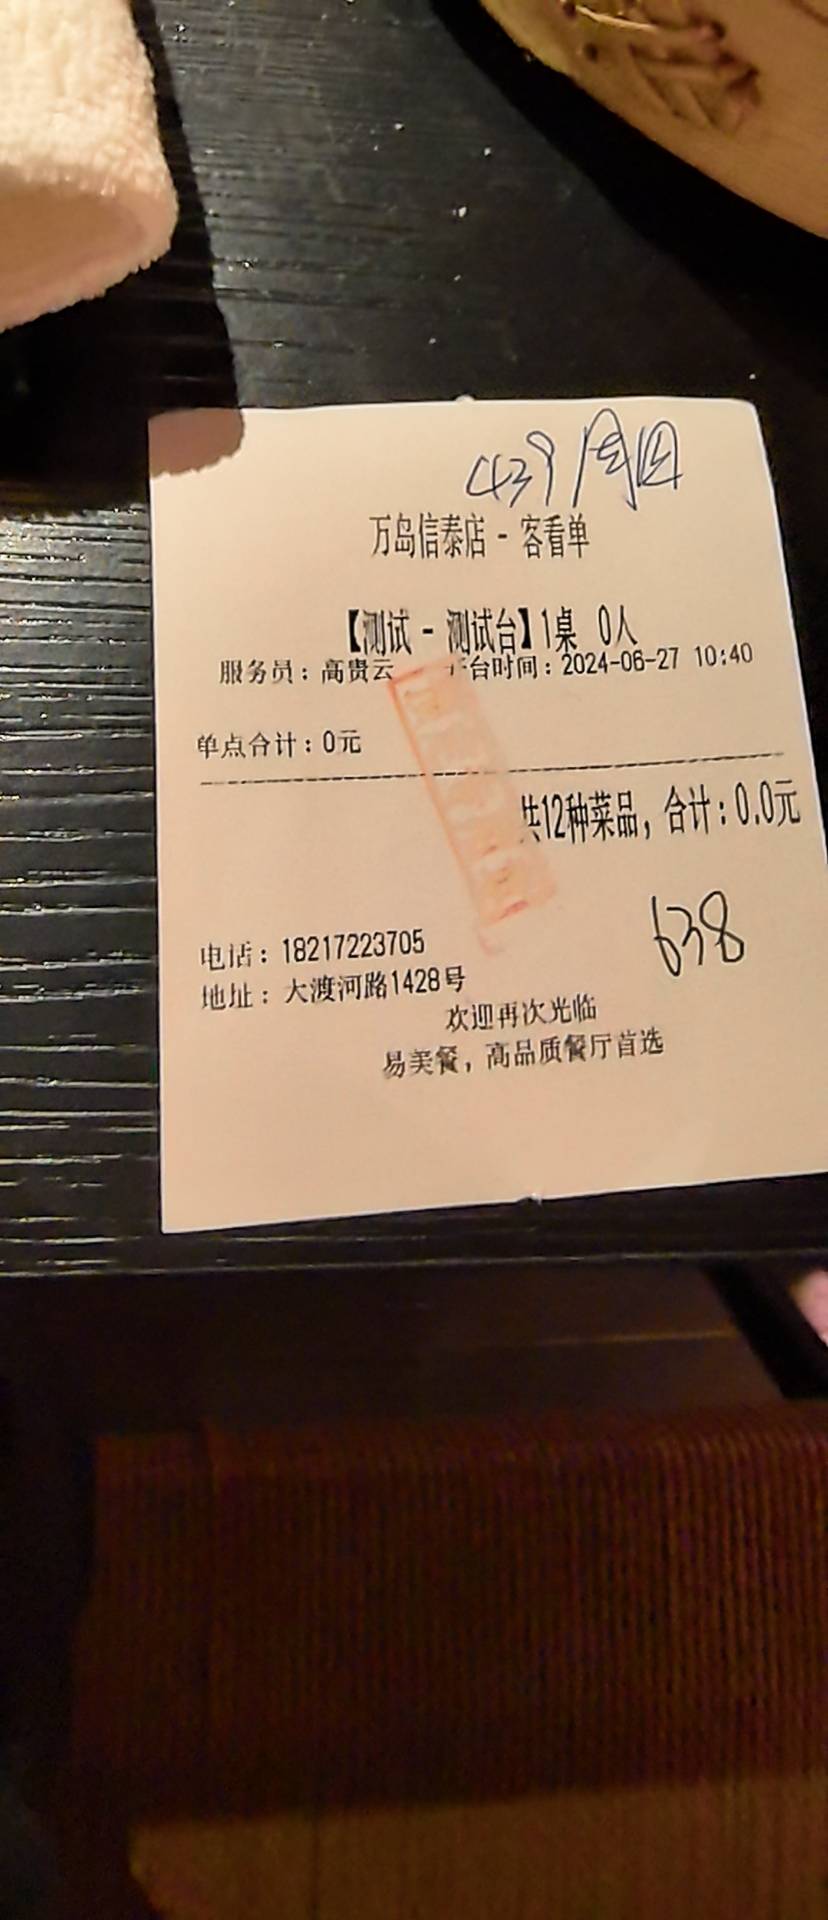 439
万岛信泰店 - 客看单
【测试 - 测试台】1桌 0人
服务员：高贵云 开台时间：2024-06-27 10:40
单点合计：0元
共12种菜品，合计：0.0元
638
电话：18217223705
地址：大渡河路1428号
欢迎再次光临
易美餐，高品质餐厅首选